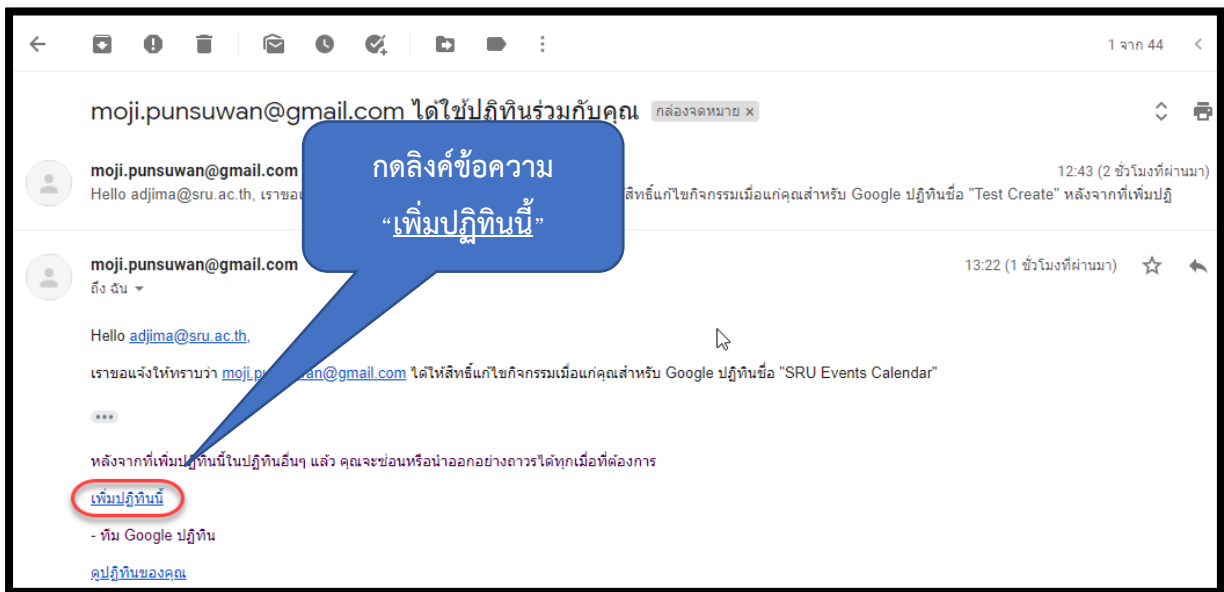 1 จาก 44
moji.punsuwan@gmail.com ได้ใช้ปฏิทินร่วมกับคุณ กล่องจดหมาย x
กดลิงค์ข้อความ
“เพิ่มปฏิทินนี้”
moji.punsuwan@gmail.com 12:43 (2 ชั่วโมงที่ผ่านมา)
Hello adjima@sru.ac.th, สิทธิ์แก้ไขกิจกรรมเมื่อแก่คุณสำหรับ Google ปฏิทินชื่อ "Test Create" หลังจากที่เพิ่มปฏิ
moji.punsuwan@gmail.com 13:22 (1 ชั่วโมงที่ผ่านมา)
ถึง ฉัน
Hello adjima@sru.ac.th,
เราขอแจ้งให้ทราบว่า moji.punsuwan@gmail.com ได้ให้สิทธิ์แก้ไขกิจกรรมเมื่อแก่คุณสำหรับ Google ปฏิทินชื่อ "SRU Events Calendar"
หลังจากที่เพิ่มปฏิทินนี้ในปฏิทินอื่นๆ แล้ว คุณจะซ่อนหรือนำออกอย่างถาวรได้ทุกเมื่อที่ต้องการ
เพิ่มปฏิทินนี้
- ทีม Google ปฏิทิน
ดูปฏิทินของคุณ